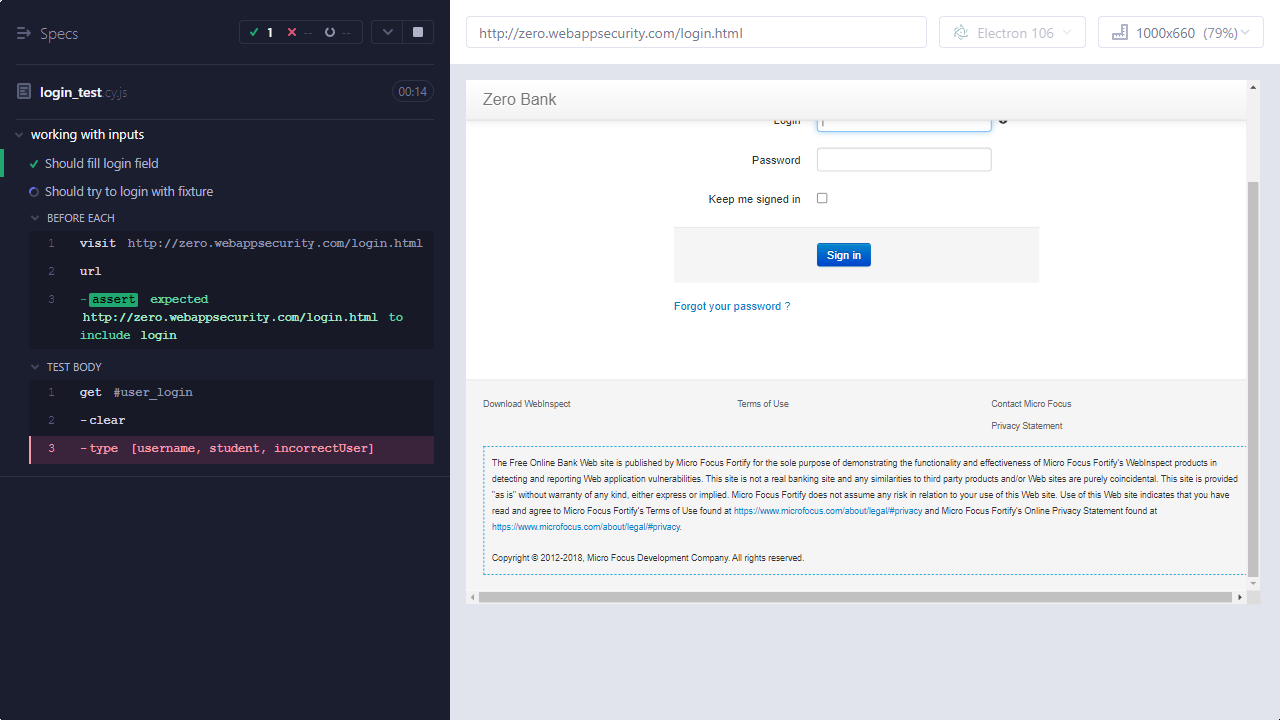 Specs
1 -- --
login_test.cy.js 00:14
working with inputs
Should fill login field
Should try to login with fixture
BEFORE EACH
1 visit http://zero.webappsecurity.com/login.html
2 url
3 -assert expected
http://zero.webappsecurity.com/login.html to
include login
TEST BODY
1 get #user_login
2 -clear
3 -type [username, student, incorrectUser]
http://zero.webappsecurity.com/login.html
Electron 106
1000x660 (79%)
Zero Bank
Login
Password
Keep me signed in
Sign in
Forgot your password ?
Download WebInspect Terms of Use Contact Micro Focus
Privacy Statement
The Free Online Bank Web site is published by Micro Focus Fortify for the sole purpose of demonstrating the functionality and effectiveness of Micro Focus Fortify's WebInspect products in
detecting and reporting Web application vulnerabilities. This site is not a real banking site and any similarities to third party products and/or Web sites are purely coincidental. This site is provided
"as is" without warranty of any kind, either express or implied. Micro Focus Fortify does not assume any risk in relation to your use of this Web site. Use of this Web site indicates that you have
read and agree to Micro Focus Fortify's Terms of Use found at https://www.microfocus.com/about/legal/#privacy and Micro Focus Fortify's Online Privacy Statement found at
https://www.microfocus.com/about/legal/#privacy.
Copyright © 2012-2018, Micro Focus Development Company. All rights reserved.